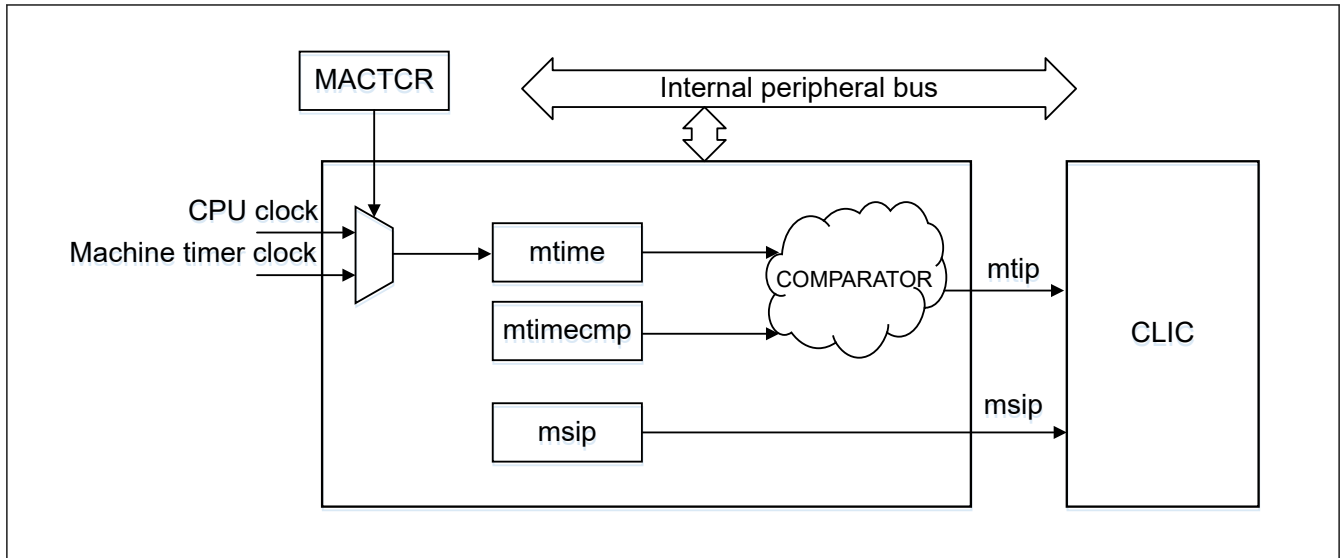 MACTCR
Internal peripheral bus
CPU clock
Machine timer clock
mtime
COMPARATOR
mtip
mtimecmp
CLIC
msip
msip